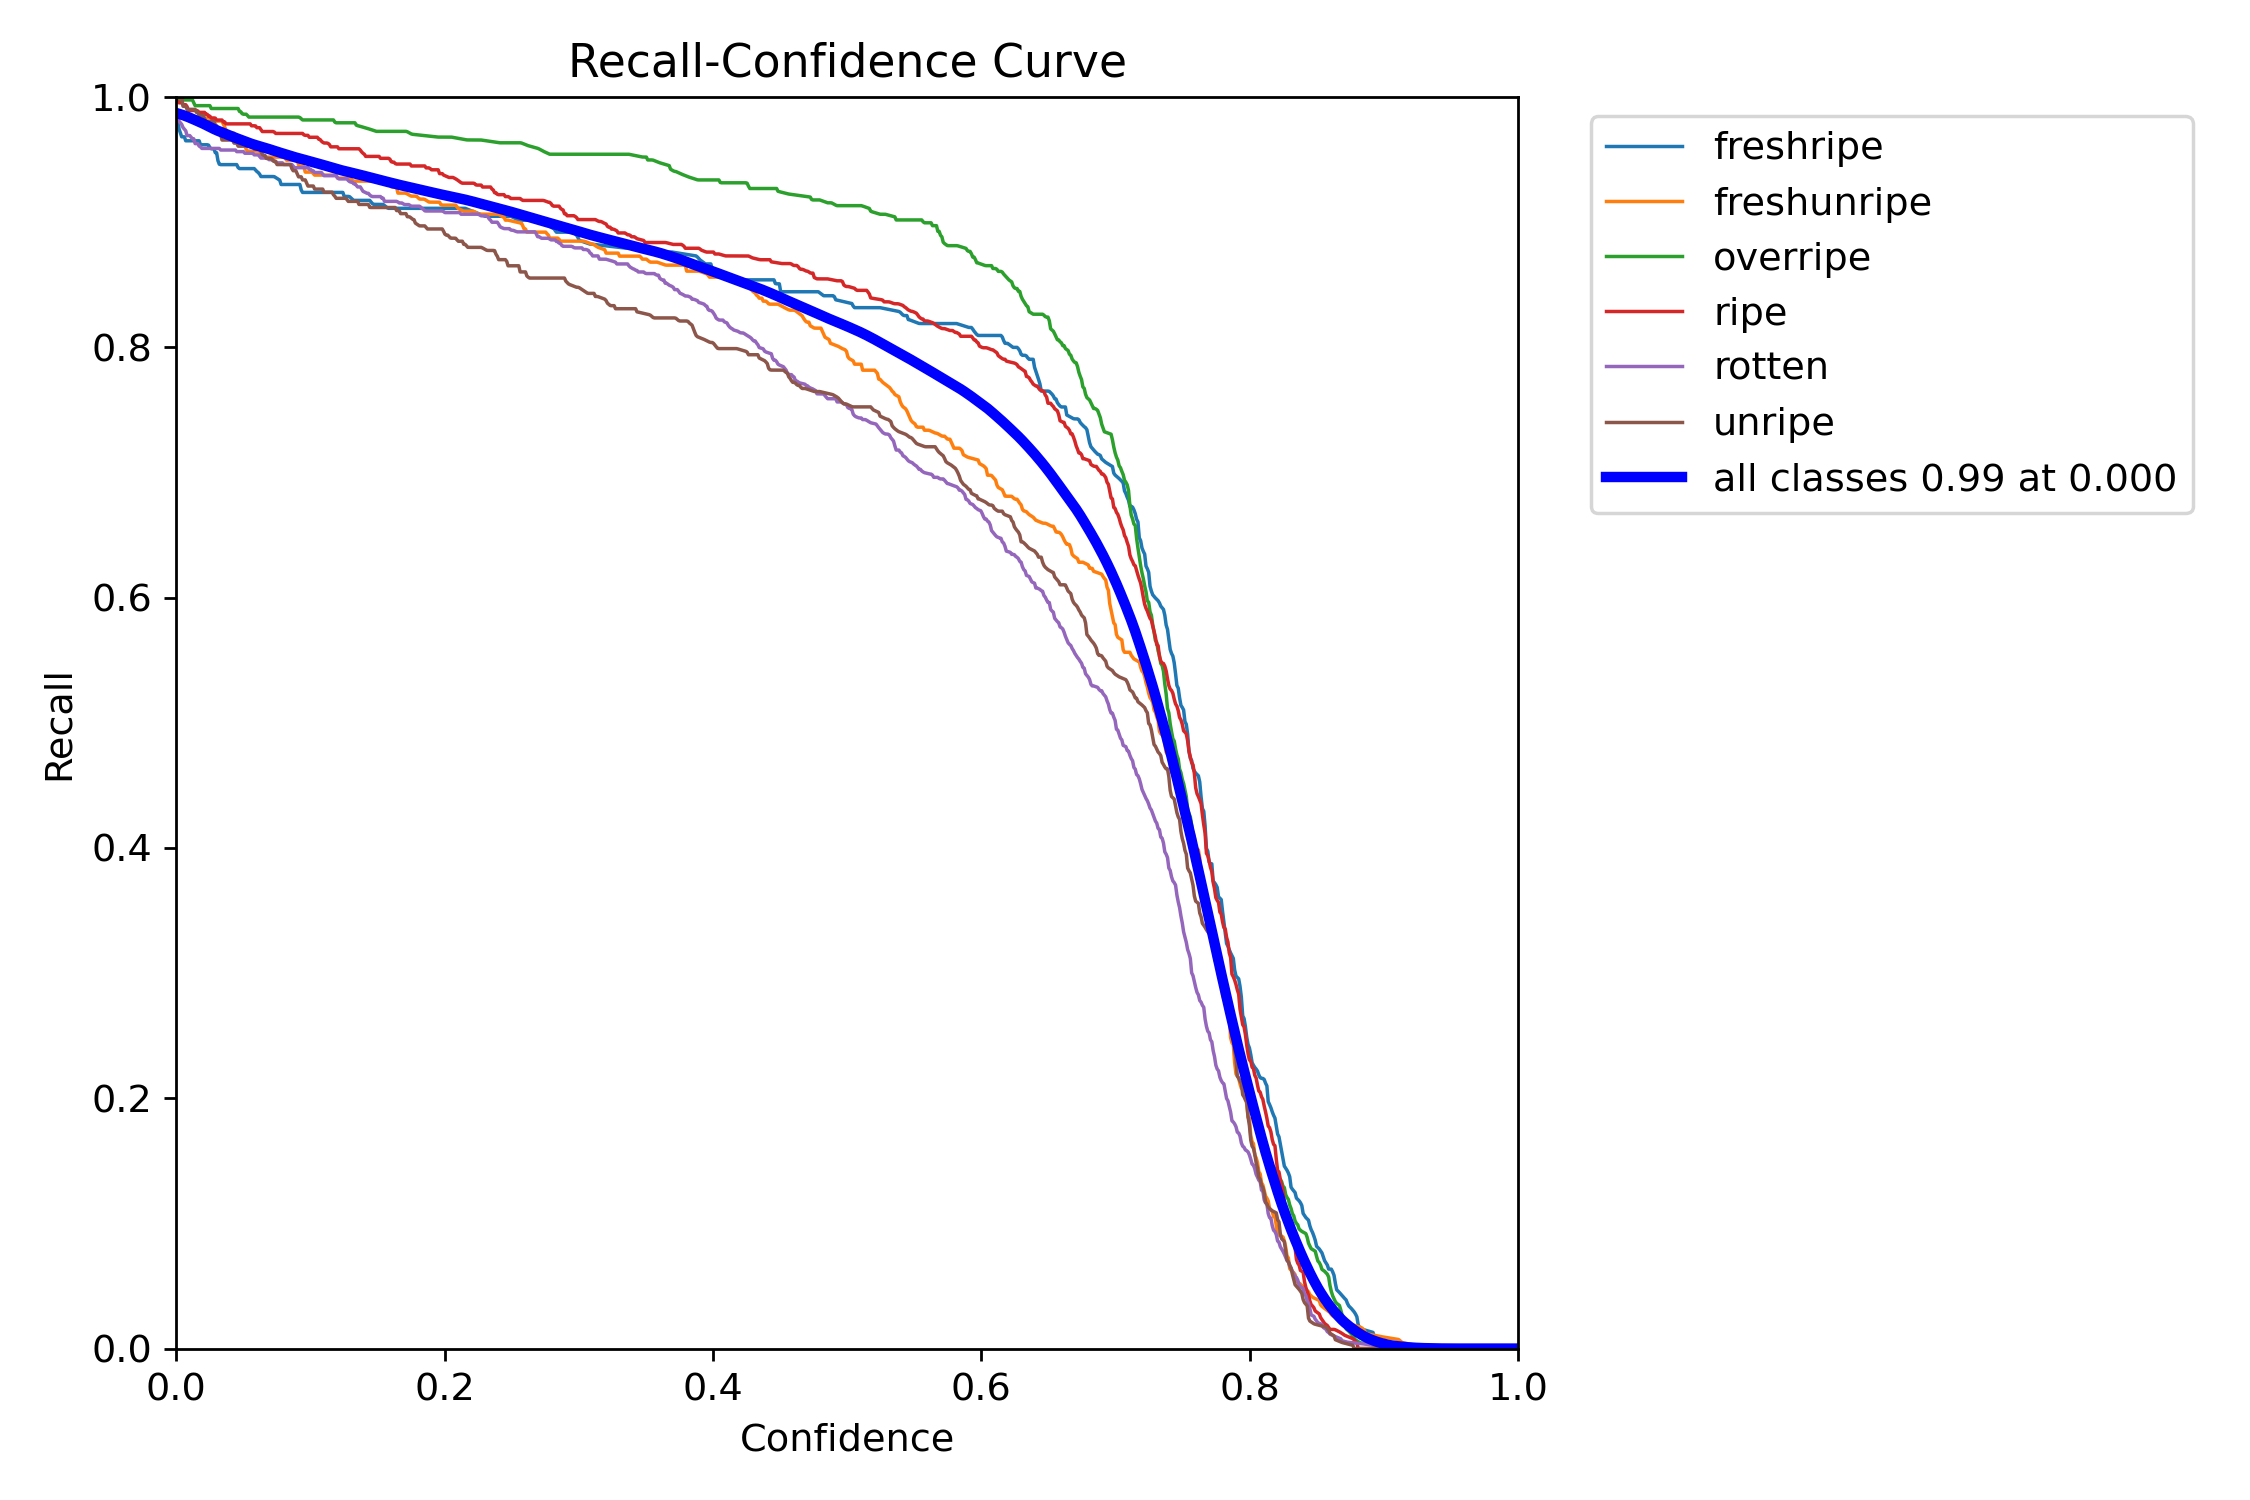 Recall-Confidence Curve
1.0
0.8
0.6
0.4
0.2
0.0
Recall
0.0 0.2 0.4 0.6 0.8 1.0
Confidence
freshripe
freshunripe
overripe
ripe
rotten
unripe
all classes 0.99 at 0.000